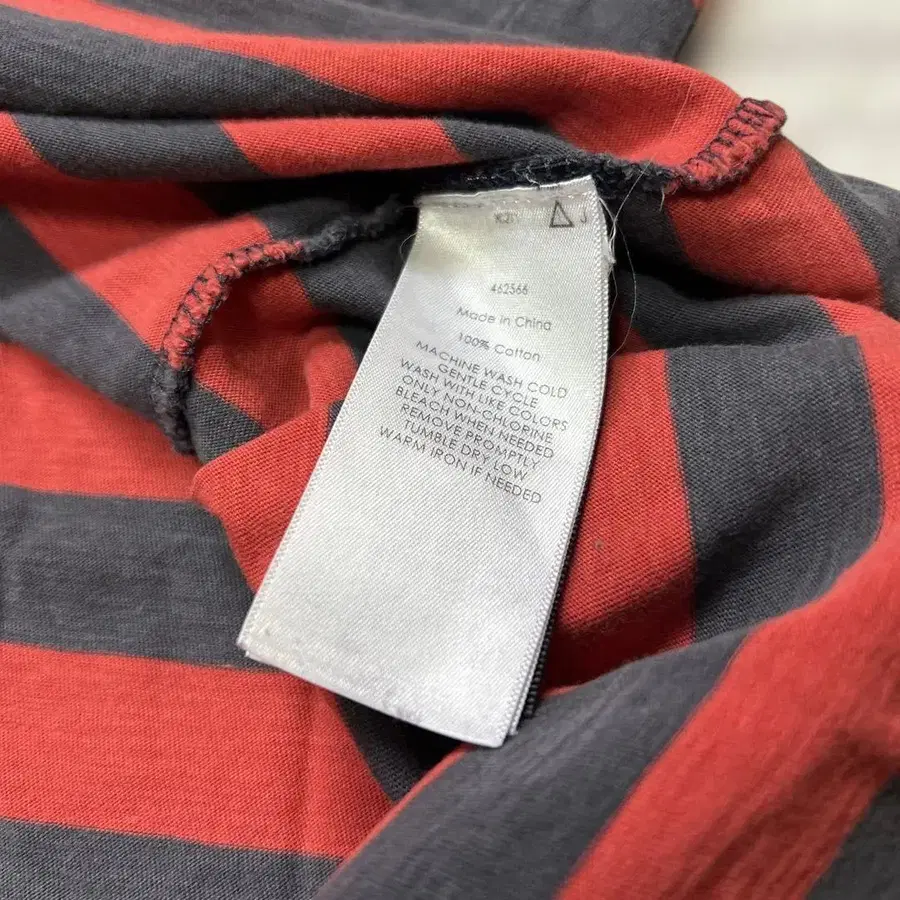 462566
Made in China
100% Cotton
MACHINE WASH COLD
GENTLE CYCLE
WASH WITH LIKE COLORS
ONLY NON-CHLORINE
BLEACH WHEN NEEDED
REMOVE PROMPTLY
TUMBLE DRY LOW
WARM IRON IF NEEDED